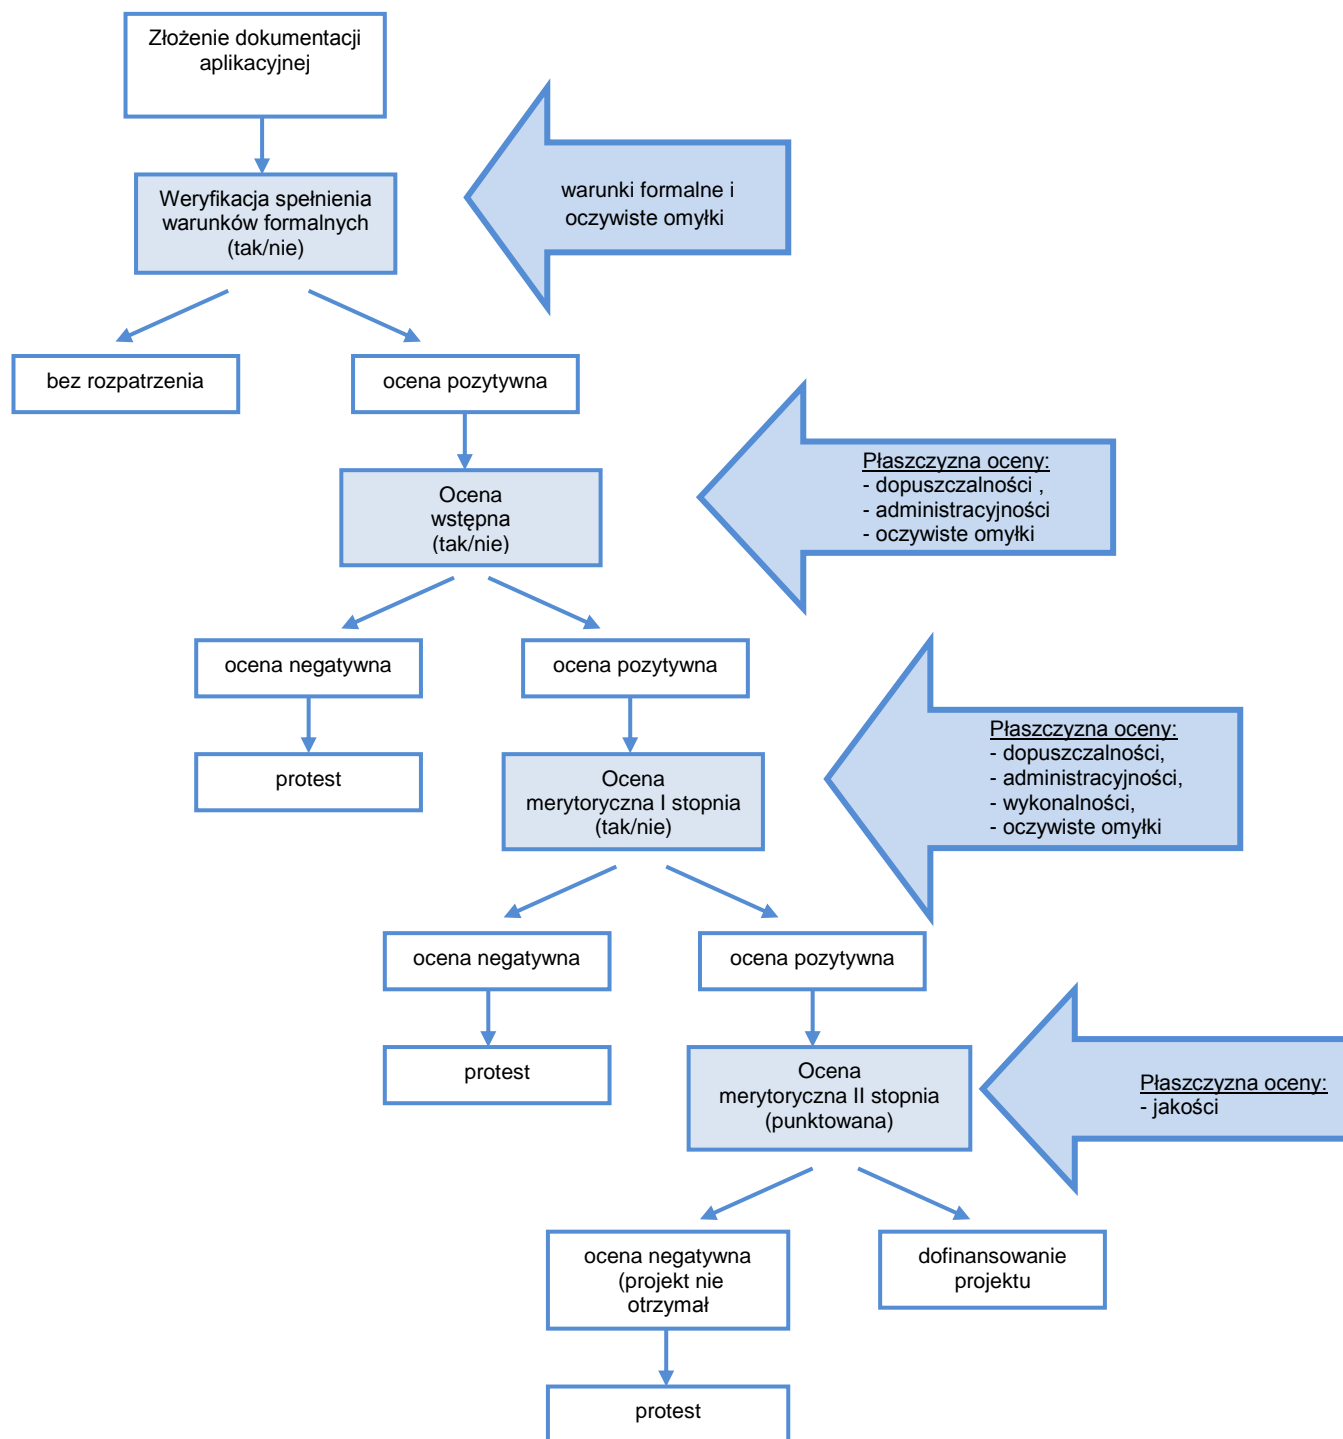 Złożenie dokumentacji
aplikacyjnej
Weryfikacja spełnienia
warunków formalnych
(tak/nie)
warunki formalne i
oczywiste omyłki
bez rozpatrzenia
ocena pozytywna
Ocena
wstępna
(tak/nie)
Płaszczyzna oceny:
- dopuszczalności ,
- administracyjności
- oczywiste omyłki
ocena negatywna
ocena pozytywna
protest
Ocena
merytoryczna I stopnia
(tak/nie)
Płaszczyzna oceny:
- dopuszczalności,
- administracyjności,
- wykonalności,
- oczywiste omyłki
ocena negatywna
ocena pozytywna
protest
Ocena
merytoryczna II stopnia
(punktowana)
Płaszczyzna oceny:
- jakości
ocena negatywna
(projekt nie
otrzymał
dofinansowanie
projektu
protest